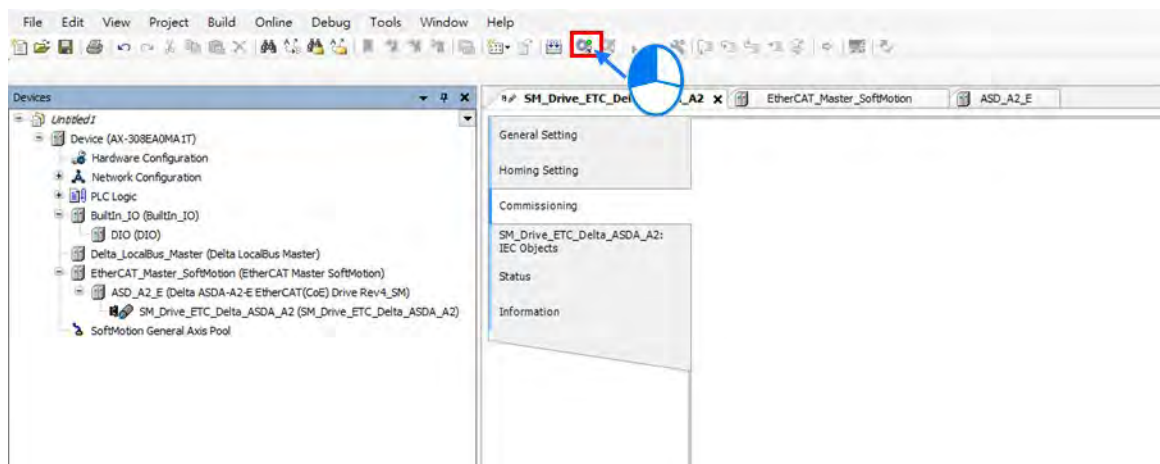 File Edit View Project Build Online Debug Tools Window Help
Devices
Untitled1
Device (AX-308EA0MA1T)
Hardware Configuration
Network Configuration
PLC Logic
BuiltIn_IO (BuiltIn_IO)
DIO (DIO)
Delta_LocalBus_Master (Delta LocalBus Master)
EtherCAT_Master_SoftMotion (EtherCAT Master SoftMotion)
ASD_A2_E (Delta ASDA-A2-E EtherCAT(CoE) Drive Rev4_SM)
SM_Drive_ETC_Delta_ASDA_A2 (SM_Drive_ETC_Delta_ASDA_A2)
SoftMotion General Axis Pool
SM_Drive_ETC_Del A2 EtherCAT_Master_SoftMotion ASD_A2_E
General Setting
Homing Setting
Commissioning
SM_Drive_ETC_Delta_ASDA_A2:
IEC Objects
Status
Information